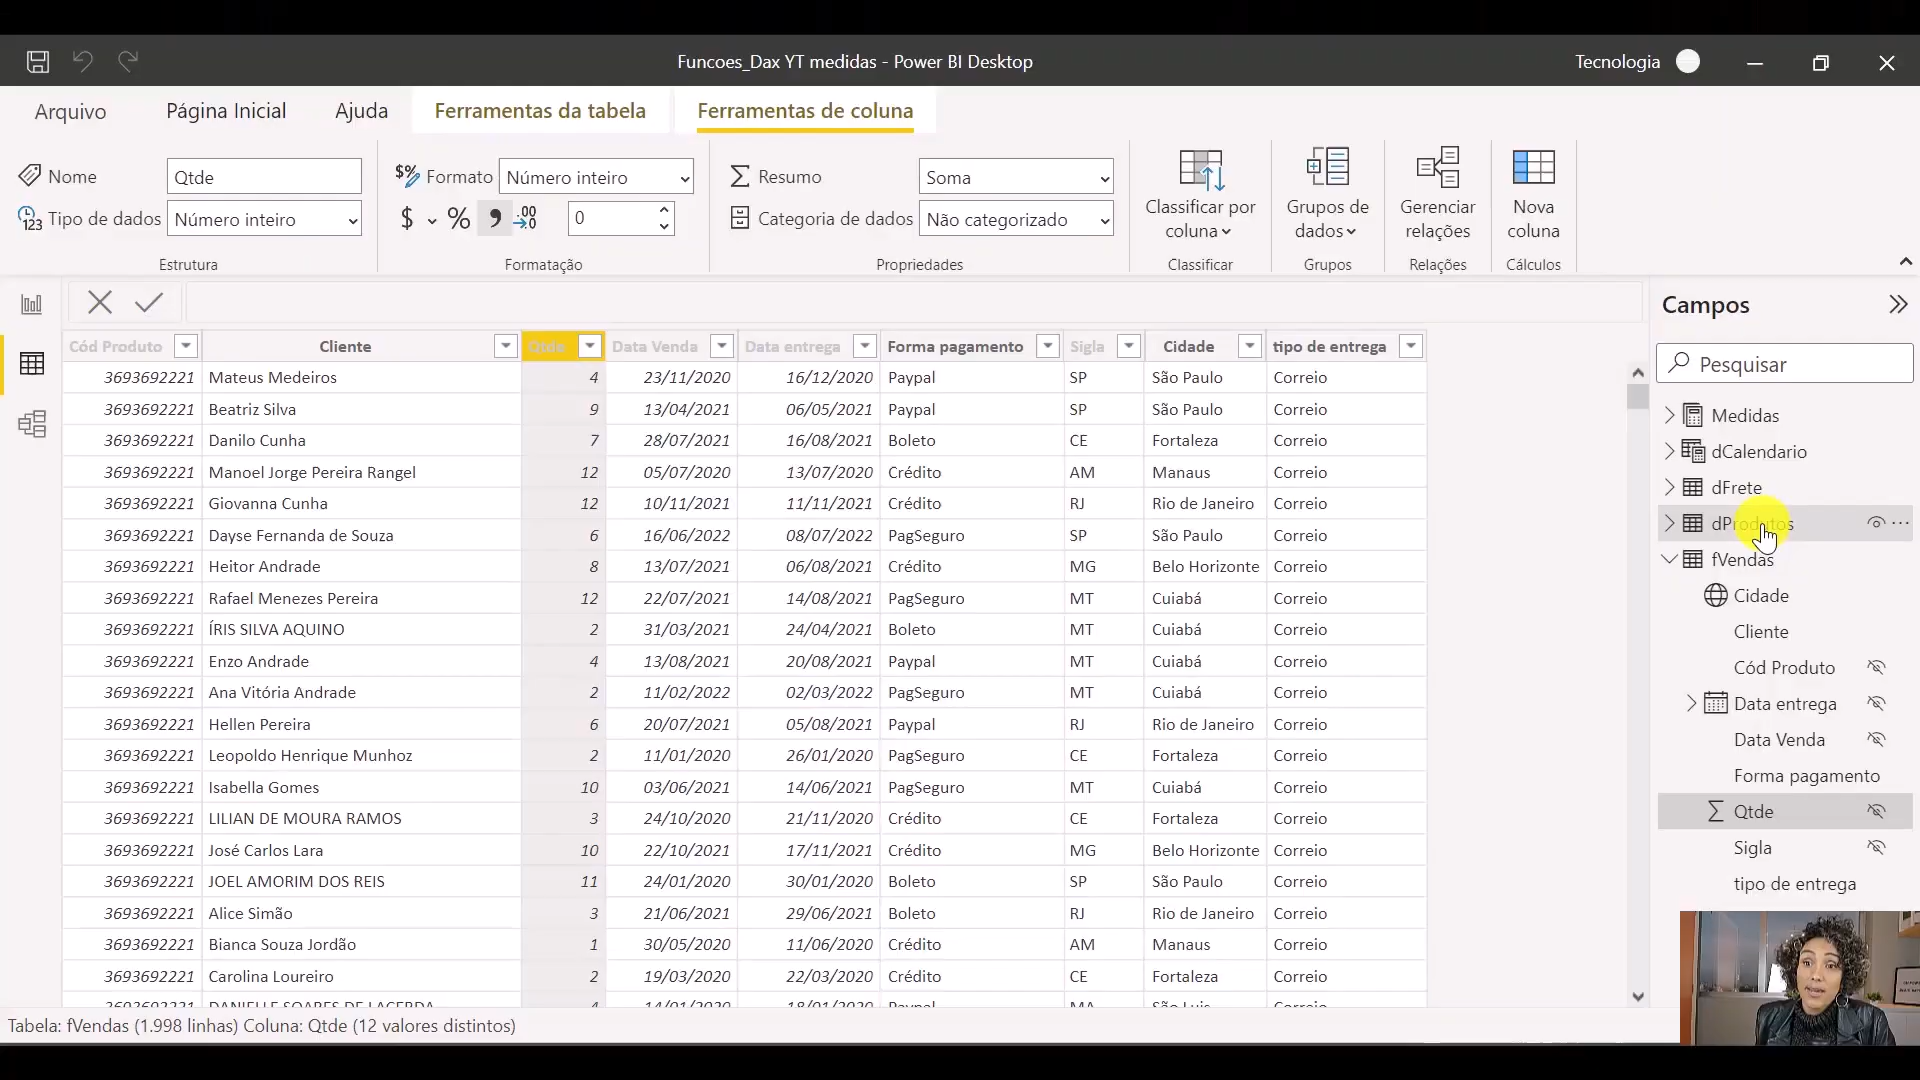 Funcoes_Dax YT medidas - Power BI Desktop
Tecnologia
Arquivo
Página Inicial
Ajuda
Ferramentas da tabela
Ferramentas de coluna
Nome
Qtde
Tipo de dados
Número inteiro
Estrutura
Formato
Número inteiro
$ % 0
Formatação
Resumo
Soma
Categoria de dados
Não categorizado
Propriedades
Classificar por
coluna
Classificar
Grupos de
dados
Grupos
Gerenciar
relações
Relações
Nova
coluna
Cálculos
Cód Produto Cliente Qtde Data Venda Data entrega Forma pagamento Sigla Cidade tipo de entrega
3693692221 Mateus Medeiros 4 23/11/2020 16/12/2020 Paypal SP São Paulo Correio
3693692221 Beatriz Silva 9 13/04/2021 06/05/2021 Paypal SP São Paulo Correio
3693692221 Danilo Cunha 7 28/07/2021 16/08/2021 Boleto CE Fortaleza Correio
3693692221 Manoel Jorge Pereira Rangel 12 05/07/2020 13/07/2020 Crédito AM Manaus Correio
3693692221 Giovanna Cunha 12 10/11/2021 11/11/2021 Crédito RJ Rio de Janeiro Correio
3693692221 Dayse Fernanda de Souza 6 16/06/2022 08/07/2022 PagSeguro SP São Paulo Correio
3693692221 Heitor Andrade 8 13/07/2021 06/08/2021 Crédito MG Belo Horizonte Correio
3693692221 Rafael Menezes Pereira 12 22/07/2021 14/08/2021 PagSeguro MT Cuiabá Correio
3693692221 ÍRIS SILVA AQUINO 2 31/03/2021 24/04/2021 Boleto MT Cuiabá Correio
3693692221 Enzo Andrade 4 13/08/2021 20/08/2021 Paypal MT Cuiabá Correio
3693692221 Ana Vitória Andrade 2 11/02/2022 02/03/2022 PagSeguro MT Cuiabá Correio
3693692221 Hellen Pereira 6 20/07/2021 05/08/2021 Paypal RJ Rio de Janeiro Correio
3693692221 Leopoldo Henrique Munhoz 2 11/01/2020 26/01/2020 PagSeguro CE Fortaleza Correio
3693692221 Isabella Gomes 10 03/06/2021 14/06/2021 PagSeguro MT Cuiabá Correio
3693692221 LILIAN DE MOURA RAMOS 3 24/10/2020 21/11/2020 Crédito CE Fortaleza Correio
3693692221 José Carlos Lara 10 22/10/2021 17/11/2021 Crédito MG Belo Horizonte Correio
3693692221 JOEL AMORIM DOS REIS 11 24/01/2020 30/01/2020 Boleto SP São Paulo Correio
3693692221 Alice Simão 3 21/06/2021 29/06/2021 Boleto RJ Rio de Janeiro Correio
3693692221 Bianca Souza Jordão 1 30/05/2020 11/06/2020 Crédito AM Manaus Correio
3693692221 Carolina Loureiro 2 19/03/2020 22/03/2020 Crédito CE Fortaleza Correio
3693692221 DANIELLE SOARES DE LACERDA 4 14/01/2020 18/01/2020 Paypal MA São Luis Correio
Tabela: fVendas (1.998 linhas) Coluna: Qtde (12 valores distintos)
Campos
Pesquisar
Medidas
dCalendario
dFrete
dProdutos
fVendas
Cidade
Cliente
Cód Produto
Data entrega
Data Venda
Forma pagamento
Qtde
Sigla
tipo de entrega